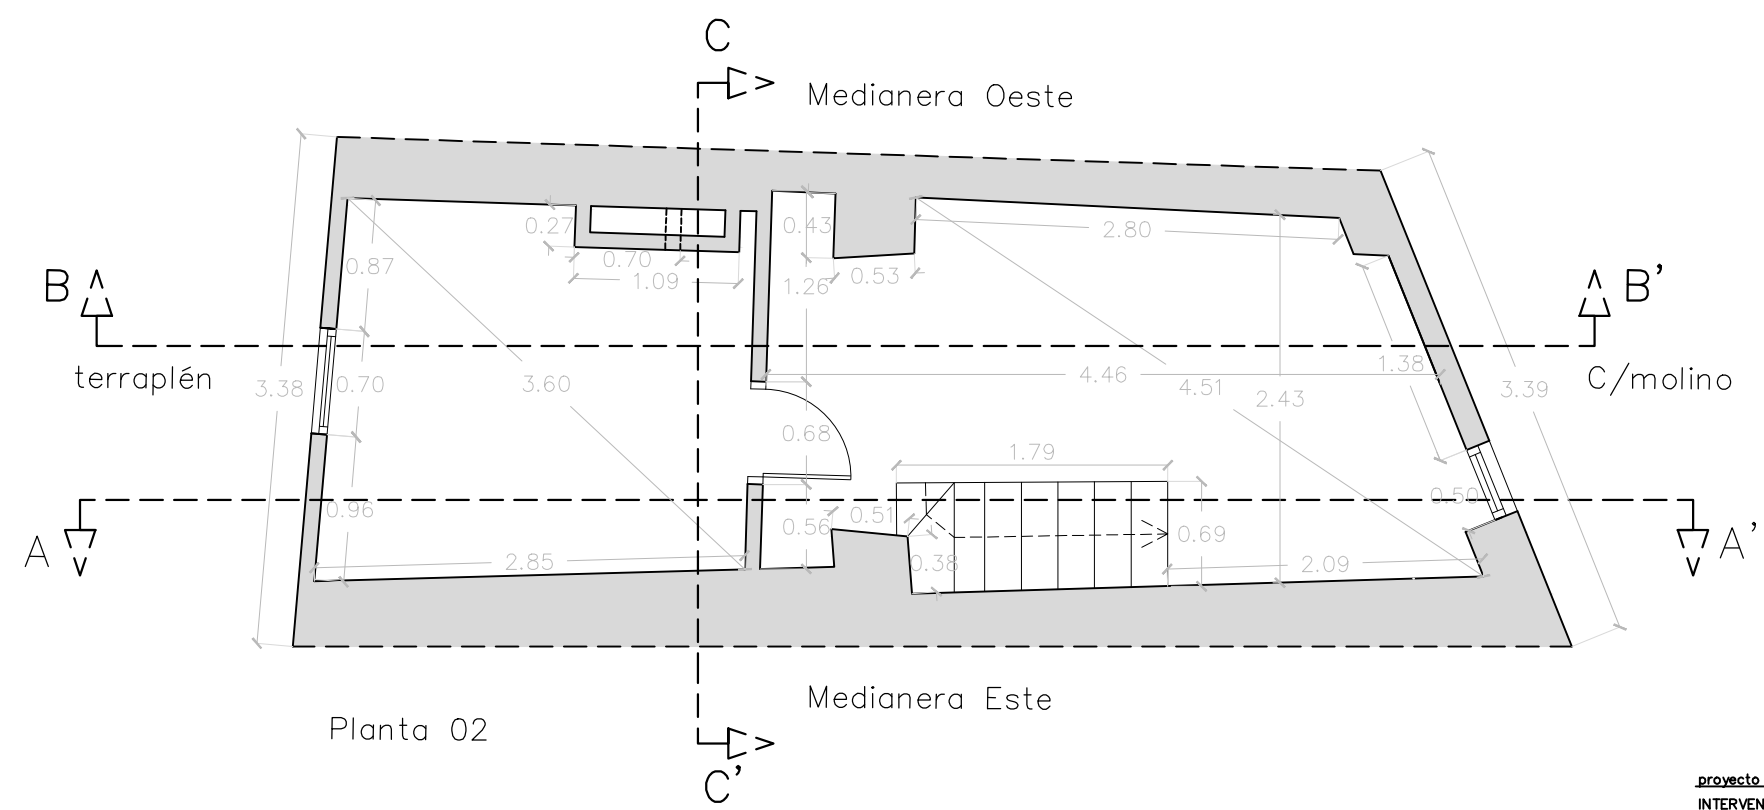 C
Medianera Oeste
0.27
0.43
2.80
0.87
0.70
1.09
1.26
0.53
B
B'
terraplén
C/molino
3.38
0.70
3.60
4.46
4.51
2.43
1.38
3.39
0.68
1.79
0.96
0.56
0.51
0.50
A
A'
2.85
0.38
0.69
2.09
Medianera Este
Planta 02
C'
proyecto
INTERVEN